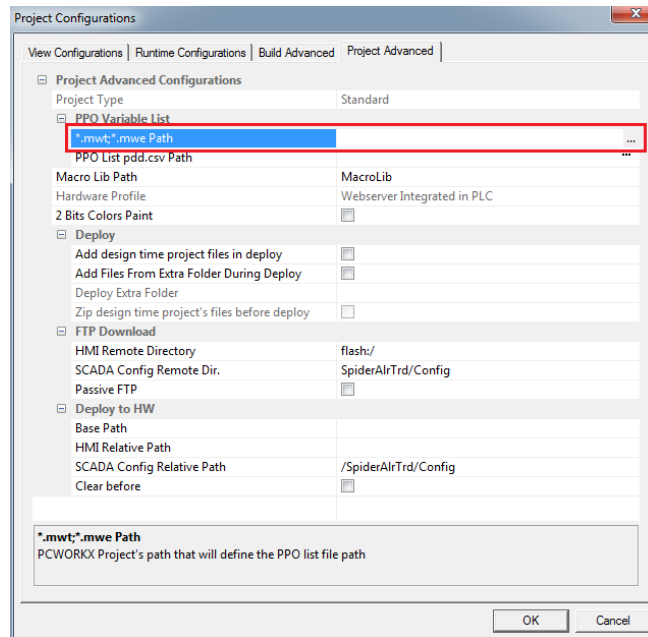 Project Configurations
View Configurations Runtime Configurations Build Advanced Project Advanced
Project Advanced Configurations
Project Type Standard
PPO Variable List
*.mwt;*.mwe Path ...
PPO List pdd.csv Path ...
Macro Lib Path MacroLib
Hardware Profile Webserver Integrated in PLC
2 Bits Colors Paint
Deploy
Add design time project files in deploy
Add Files From Extra Folder During Deploy
Deploy Extra Folder
Zip design time project's files before deploy
FTP Download
HMI Remote Directory flash:/
SCADA Config Remote Dir. SpiderAlrTrd/Config
Passive FTP
Deploy to HW
Base Path
HMI Relative Path
SCADA Config Relative Path /SpiderAlrTrd/Config
Clear before
*.mwt;*.mwe Path
PCWORKX Project's path that will define the PPO list file path
OK Cancel